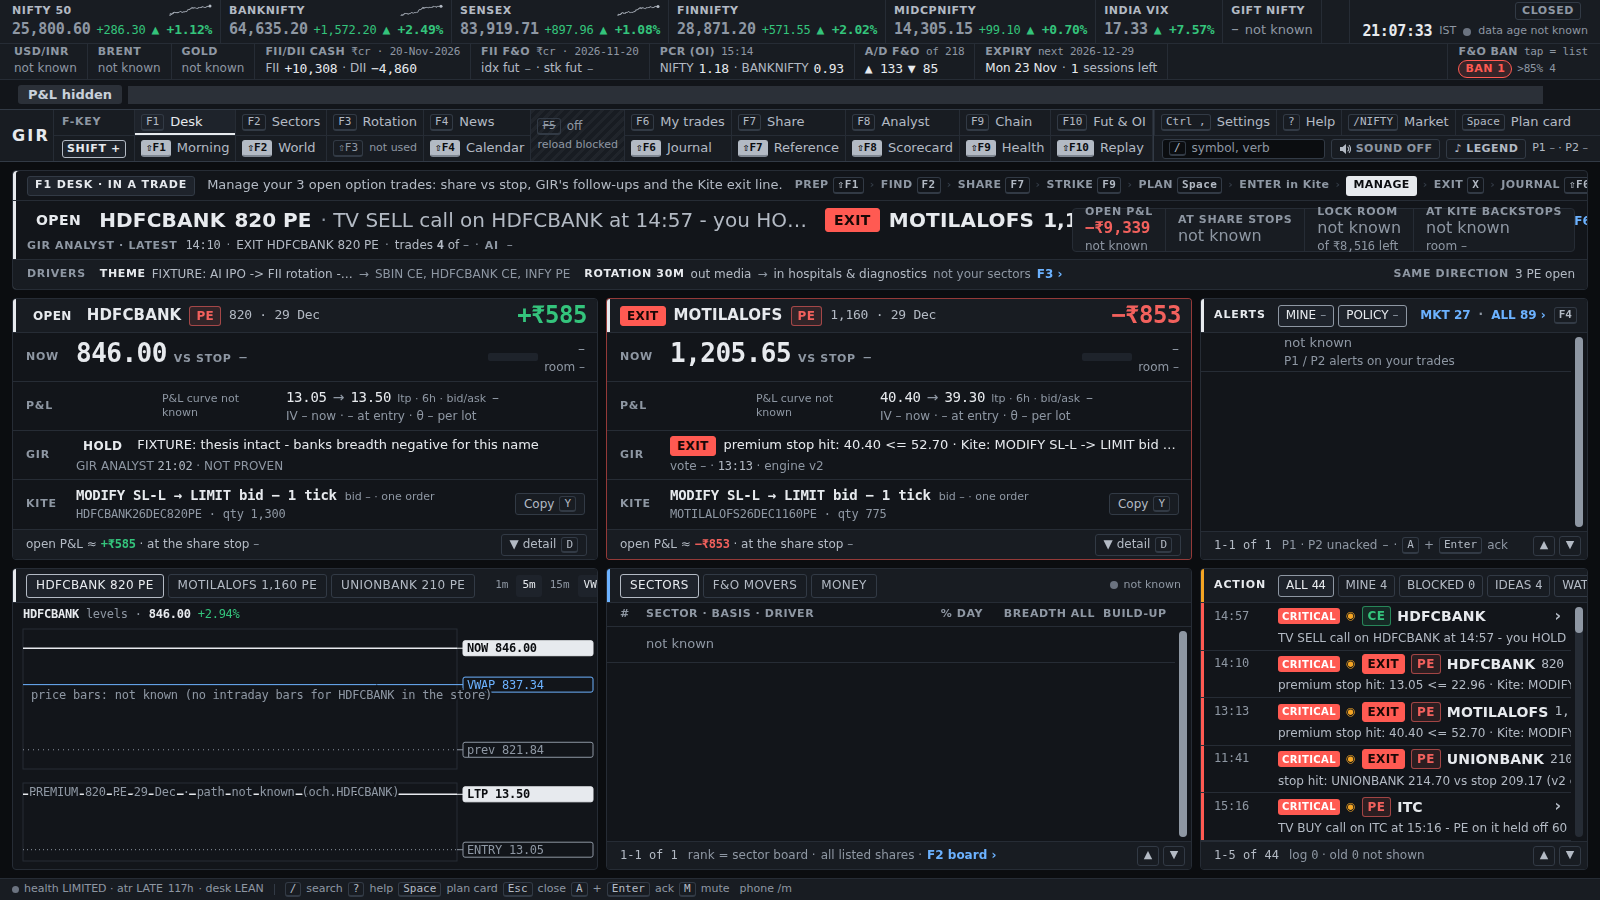 NIFTY 50 BANKNIFTY SENSEX FINNIFTY MIDCPNIFTY INDIA VIX GIFT NIFTY CLOSED
25,800.60 +286.30 ▲ +1.12% 64,635.20 +1,572.20 ▲ +2.49% 83,919.71 +897.96 ▲ +1.08% 28,871.20 +571.55 ▲ +2.02% 14,305.15 +99.10 ▲ +0.70% 17.33 ▲ +7.57% – not known 21:07:33 IST data age not known
USD/INR BRENT GOLD FII/DII CASH ₹cr · 20-Nov-2026 FII F&O ₹cr · 2026-11-20 PCR (OI) 15:14 A/D F&O of 218 EXPIRY next 2026-12-29 F&O BAN tap = list
not known not known not known FII +10,308 · DII −4,860 idx fut – · stk fut – NIFTY 1.18 · BANKNIFTY 0.93 ▲ 133 ▼ 85 Mon 23 Nov · 1 sessions left BAN 1 >85% 4
P&L hidden
GIR F-KEY F1 Desk F2 Sectors F3 Rotation F4 News F5 off F6 My trades F7 Share F8 Analyst F9 Chain F10 Fut & OI Ctrl , Settings ? Help /NIFTY Market Space Plan card
SHIFT + ⇧F1 Morning ⇧F2 World ⇧F3 not used ⇧F4 Calendar reload blocked ⇧F6 Journal ⇧F7 Reference ⇧F8 Scorecard ⇧F9 Health ⇧F10 Replay / symbol, verb SOUND OFF ♪ LEGEND P1 – · P2 –
F1 DESK · IN A TRADE Manage your 3 open option trades: share vs stop, GIR's follow-ups and the Kite exit line. PREP ⇧F1 › FIND F2 › SHARE F7 › STRIKE F9 › PLAN Space › ENTER in Kite › MANAGE › EXIT X › JOURNAL ⇧F6
OPEN HDFCBANK 820 PE · TV SELL call on HDFCBANK at 14:57 - you HO… EXIT MOTILALOFS 1,1
OPEN P&L −₹9,339 not known AT SHARE STOPS not known LOCK ROOM not known of ₹8,516 left AT KITE BACKSTOPS not known room – F6
GIR ANALYST · LATEST 14:10 · EXIT HDFCBANK 820 PE · trades 4 of – · AI –
DRIVERS THEME FIXTURE: AI IPO -> FII rotation -… → SBIN CE, HDFCBANK CE, INFY PE ROTATION 30M out media → in hospitals & diagnostics not your sectors F3 › SAME DIRECTION 3 PE open
OPEN HDFCBANK PE 820 · 29 Dec +₹585
NOW 846.00 VS STOP – –
room –
P&L P&L curve not known 13.05 → 13.50 ltp · 6h · bid/ask –
IV – now · – at entry · θ – per lot
GIR HOLD FIXTURE: thesis intact - banks breadth negative for this name
GIR ANALYST 21:02 · NOT PROVEN
KITE MODIFY SL-L → LIMIT bid − 1 tick bid – · one order Copy Y
HDFCBANK26DEC820PE · qty 1,300
open P&L ≈ +₹585 · at the share stop – ▼ detail D
EXIT MOTILALOFS PE 1,160 · 29 Dec −₹853
NOW 1,205.65 VS STOP – –
room –
P&L P&L curve not known 40.40 → 39.30 ltp · 6h · bid/ask –
IV – now · – at entry · θ – per lot
GIR EXIT premium stop hit: 40.40 <= 52.70 · Kite: MODIFY SL-L -> LIMIT bid …
vote – · 13:13 · engine v2
KITE MODIFY SL-L → LIMIT bid − 1 tick bid – · one order Copy Y
MOTILALOFS26DEC1160PE · qty 775
open P&L ≈ −₹853 · at the share stop – ▼ detail D
ALERTS MINE – POLICY – MKT 27 · ALL 89 › F4
not known
P1 / P2 alerts on your trades
1-1 of 1 P1 · P2 unacked – · A + Enter ack ▲ ▼
HDFCBANK 820 PE MOTILALOFS 1,160 PE UNIONBANK 210 PE 1m 5m 15m VW
HDFCBANK levels · 846.00 +2.94%
NOW 846.00
VWAP 837.34
price bars: not known (no intraday bars for HDFCBANK in the store)
prev 821.84
PREMIUM 820 PE 29 Dec · path not known (och.HDFCBANK) LTP 13.50
ENTRY 13.05
SECTORS F&O MOVERS MONEY not known
# SECTOR · BASIS · DRIVER % DAY BREADTH ALL BUILD-UP
not known
1-1 of 1 rank = sector board · all listed shares · F2 board › ▲ ▼
ACTION ALL 44 MINE 4 BLOCKED 0 IDEAS 4 WAT
14:57 CRITICAL ◉ CE HDFCBANK ›
TV SELL call on HDFCBANK at 14:57 - you HOLD
14:10 CRITICAL ◉ EXIT PE HDFCBANK 820
premium stop hit: 13.05 <= 22.96 · Kite: MODIFY
13:13 CRITICAL ◉ EXIT PE MOTILALOFS 1,
premium stop hit: 40.40 <= 52.70 · Kite: MODIFY
11:41 CRITICAL ◉ EXIT PE UNIONBANK 210
stop hit: UNIONBANK 214.70 vs stop 209.17 (v2
15:16 CRITICAL ◉ PE ITC ›
TV BUY call on ITC at 15:16 - PE on it held off 60
1-5 of 44 log 0 · old 0 not shown ▲ ▼
health LIMITED · atr LATE 117h · desk LEAN / search ? help Space plan card Esc close A + Enter ack M mute phone /m